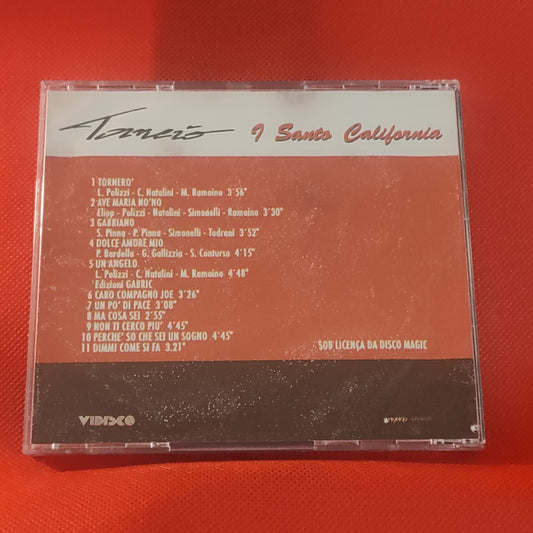 Tornerò I Santo California
1 TORNERO'
L. Polizzi - C. Natalini - M. Ramoino 3'56"
2 AVE MARIA NO'NO
Eligp - Polizzi - Natalini - Simonelli - Romaino 3'30"
3 GABBIANO
S. Pinna - P. Pinna - Simonelli - Todrani 3'52"
4 DOLCE AMORE MIO
P. Bardella - G. Gallizzia - S. Conturso 4'15"
5 UN ANGELO
L. Polizzi - C. Natalini - M. Ramoino 4'48"
Edizioni GABRIC
6 CARO COMPAGNO JOE 3'26"
7 UN PO' DI PACE 3'08"
8 MA COSA SEI 2'55"
9 NON TI CERCO PIU' 4'45"
10 PERCHE' SO CHE SEI UN SOGNO 4'45"
11 DIMMI COME SI FA 3.21" SOB LICENÇA DA DISCO MAGIC
VIDISCO